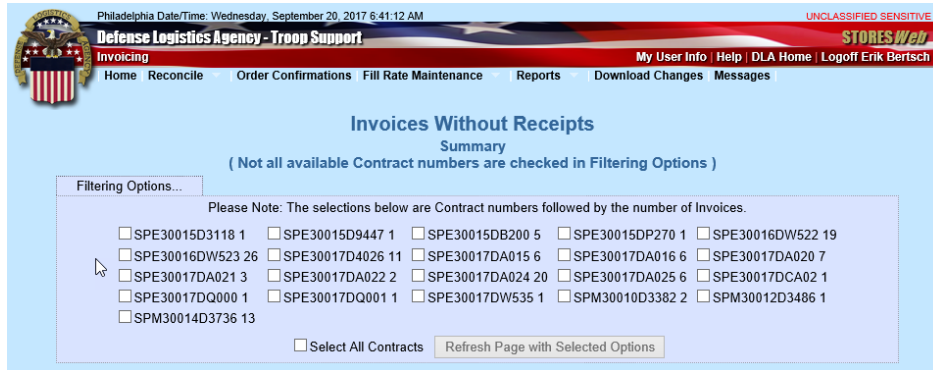 Philadelphia Date/Time: Wednesday, September 20, 2017 6:41:12 AM UNCLASSIFIED SENSITIVE
Defense Logistics Agency - Troop Support STORES Web
Invoicing My User Info | Help | DLA Home | Logoff Erik Bertsch
Home | Reconcile | Order Confirmations | Fill Rate Maintenance | Reports | Download Changes | Messages
Invoices Without Receipts
Summary
( Not all available Contract numbers are checked in Filtering Options )
Filtering Options...
Please Note: The selections below are Contract numbers followed by the number of Invoices.
SPE30015D3118 1 SPE30015D9447 1 SPE30015DB200 5 SPE30015DP270 1 SPE30016DW522 19
SPE30016DW523 26 SPE30017D4026 11 SPE30017DA015 6 SPE30017DA016 6 SPE30017DA020 7
SPE30017DA021 3 SPE30017DA022 2 SPE30017DA024 20 SPE30017DA025 6 SPE30017DCA02 1
SPE30017DQ000 1 SPE30017DQ001 1 SPE30017DW535 1 SPM30010D3382 2 SPM30012D3486 1
SPM30014D3736 13
Select All Contracts Refresh Page with Selected Options